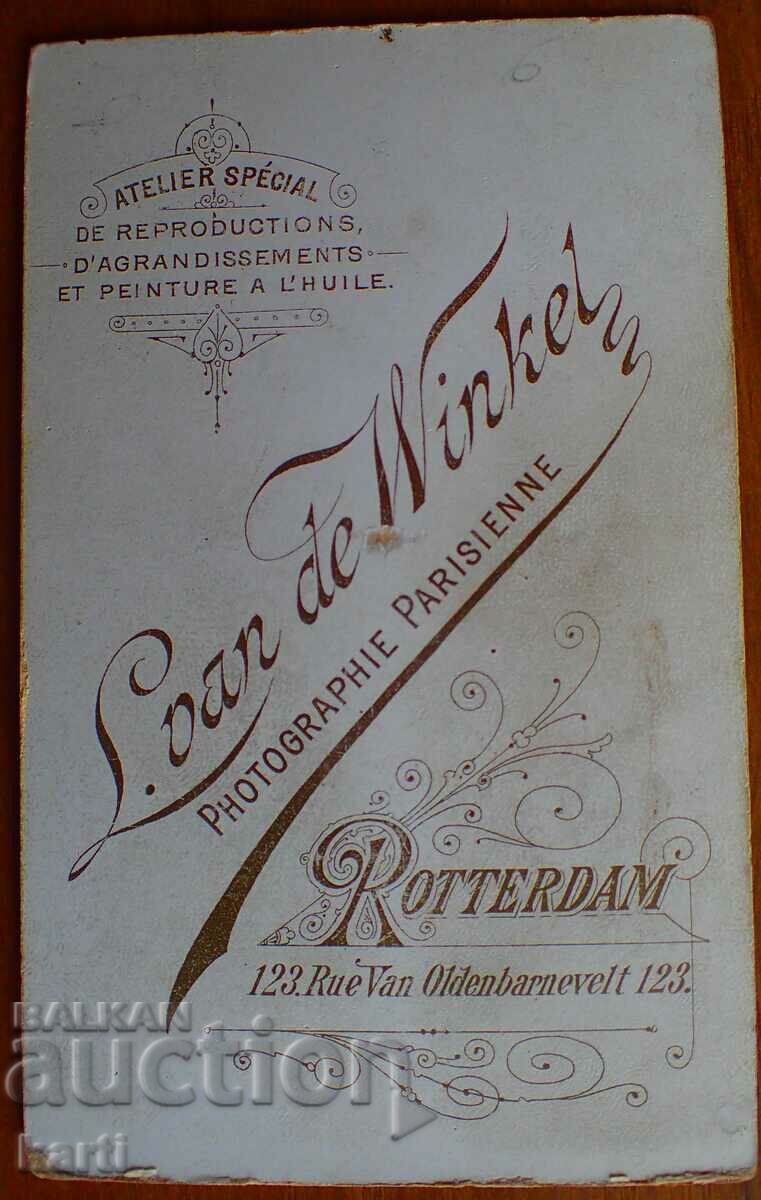 6
ATELIER SPÉCIAL
DE REPRODUCTIONS,
D'AGRANDISSEMENTS
ET PEINTURE A L'HUILE.
L. van de Winkel
PHOTOGRAPHIE PARISIENNE
ROTTERDAM
123. Rue Van Oldenbarnevelt 123.
BALKAN
auction
karti